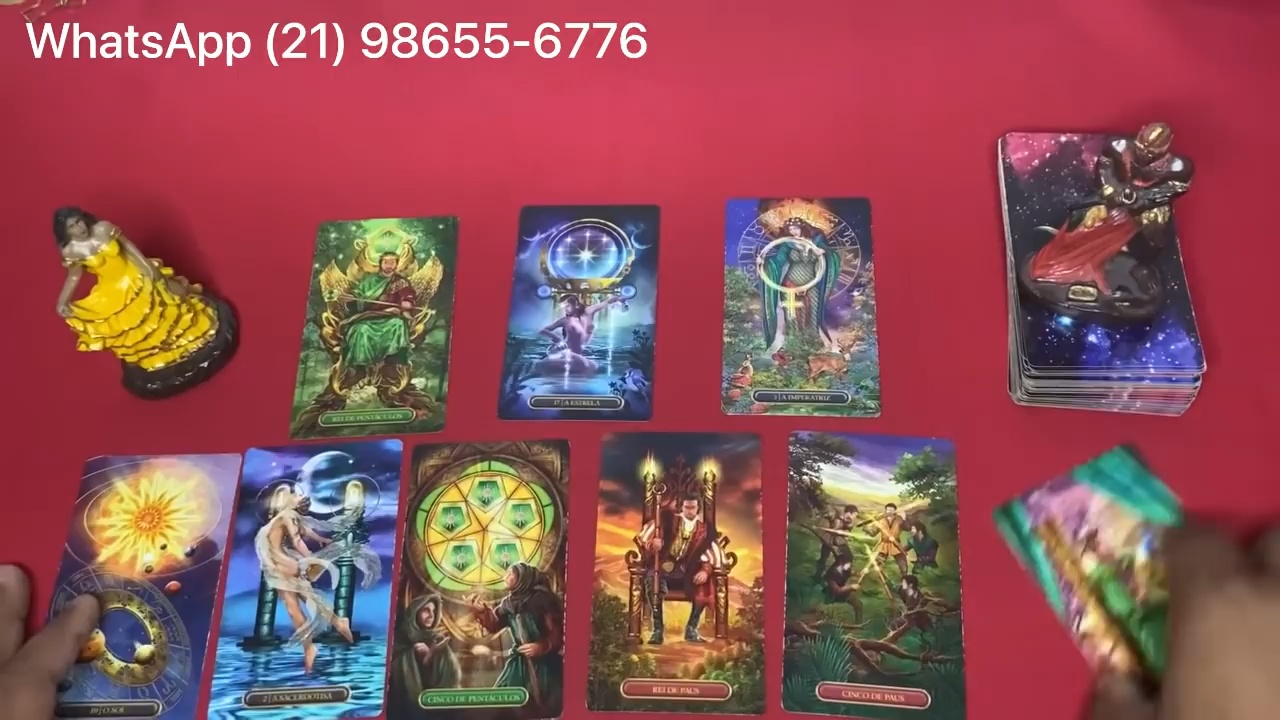 WhatsApp (21) 98655-6776
REI DE PENTÁCULOS
17 | A ESTRELA
3 | A IMPERATRIZ
19 | O SOL
2 | A SACERDOTISA
CINCO DE PENTÁCULOS
REI DE PAUS
CINCO DE PAUS